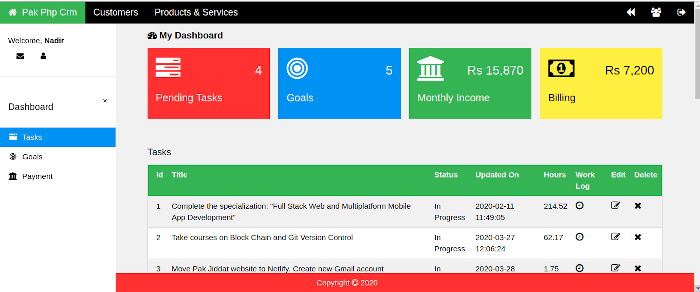 Pak Php Crm Customers Products & Services
Welcome, Nadir
My Dashboard
4
Pending Tasks
5
Goals
Rs 15,870
Monthly Income
Rs 7,200
Billing
Dashboard ×
Tasks
Goals
Payment
Tasks
Id Title Status Updated On Hours Work Log Edit Delete
1 Complete the specialization: "Full Stack Web and Multiplatform Mobile App Development" In Progress 2020-02-11 11:49:05 214.52
2 Take courses on Block Chain and Git Version Control In Progress 2020-03-27 12:06:24 62.17
3 Move Pak Jiddat website to Netlify. Create new Gmail account In 2020-03-28 1.75
Copyright © 2020